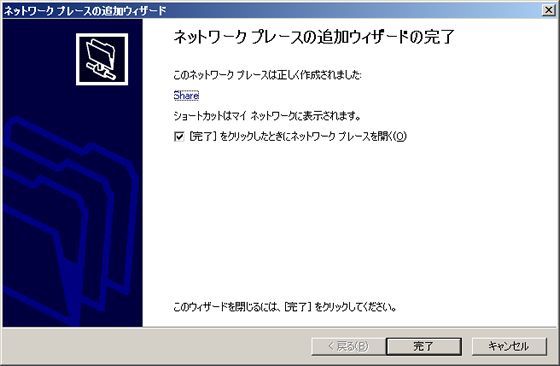 ネットワーク プレースの追加ウィザード
ネットワーク プレースの追加ウィザードの完了
このネットワーク プレースは正しく作成されました:
Share
ショートカットはマイ ネットワークに表示されます。
[完了] をクリックしたときにネットワーク プレースを開く(O)
このウィザードを閉じるには、[完了] をクリックしてください。
< 戻る(B)
完了
キャンセル